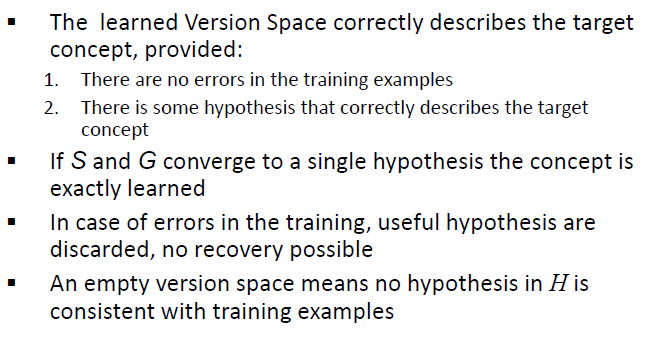 ▪ The learned Version Space correctly describes the target
concept, provided:
1. There are no errors in the training examples
2. There is some hypothesis that correctly describes the target
concept
▪ If S and G converge to a single hypothesis the concept is
exactly learned
▪ In case of errors in the training, useful hypothesis are
discarded, no recovery possible
▪ An empty version space means no hypothesis in H is
consistent with training examples